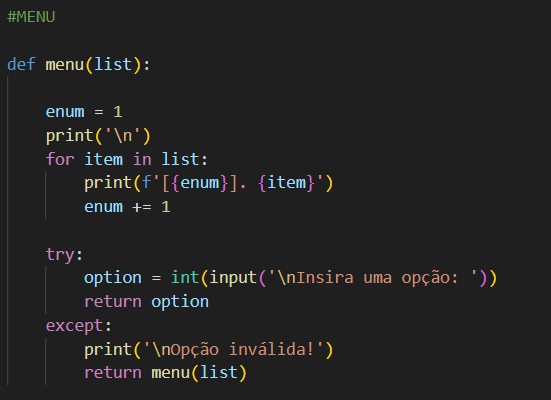 #MENU
def menu(list):
enum = 1
print('\n')
for item in list:
print(f'[{enum}]. {item}')
enum += 1
try:
option = int(input('\nInsira uma opção: '))
return option
except:
print('\nOpção inválida!')
return menu(list)